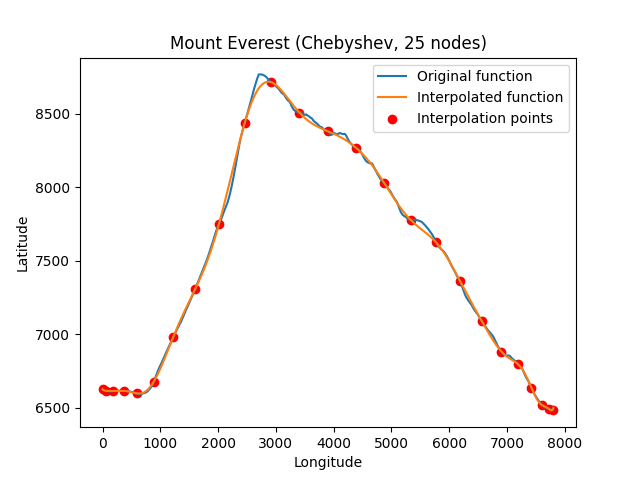 Mount Everest (Chebyshev, 25 nodes)
Original function
Interpolated function
Interpolation points
8500
8000
7500
7000
6500
Latitude
0 1000 2000 3000 4000 5000 6000 7000 8000
Longitude